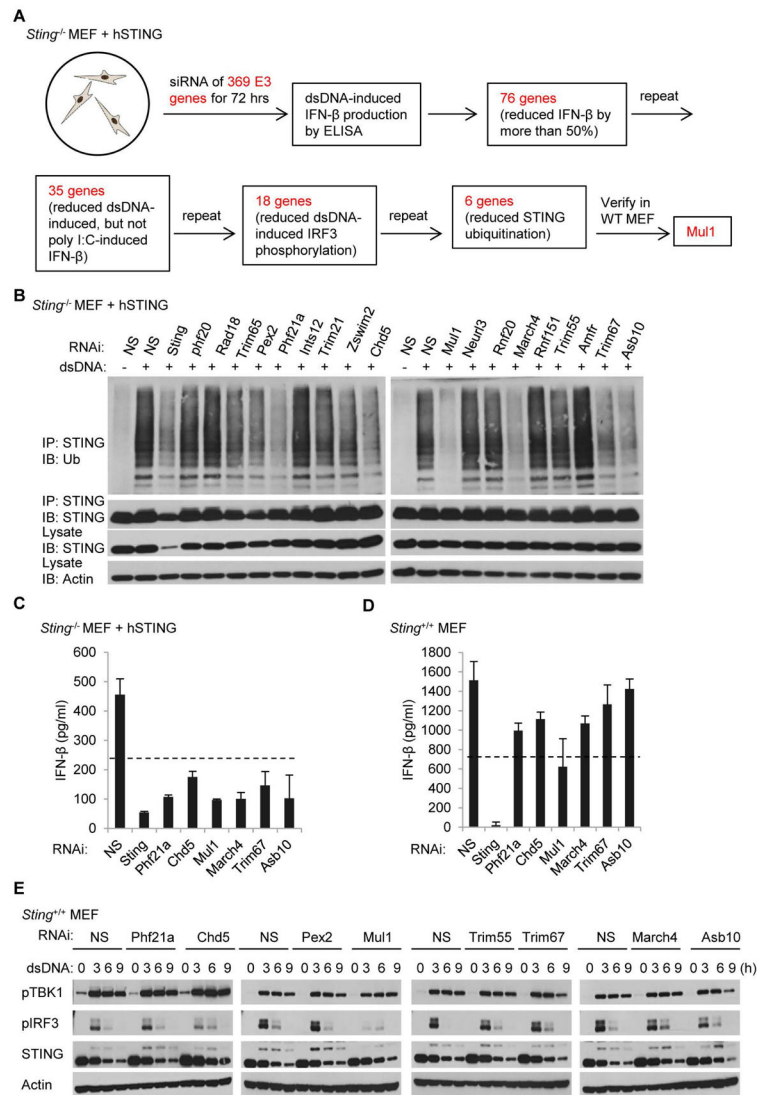 A
Sting-/- MEF + hSTING
siRNA of 369 E3
genes for 72 hrs
dsDNA-induced
IFN-β production
by ELISA
76 genes
(reduced IFN-β by
more than 50%)
repeat
35 genes
(reduced dsDNA-
induced, but not
poly I:C-induced
IFN-β)
repeat
18 genes
(reduced dsDNA-
induced IRF3
phosphorylation)
repeat
6 genes
(reduced STING
ubiquitination)
Verify in
WT MEF
Mul1
B
Sting-/- MEF + hSTING
RNAi: NS NS Sting phf20 Rad18 Trim65 Pex2 Phf21a Ints12 Trim21 Zswim2 Chd5 NS NS Mul1 Neurl3 Rnf20 March4 Rnf151 Trim55 Amfr Trim67 Asb10
dsDNA: - + + + + + + + + + + + - + + + + + + + + + +
IP: STING
IB: Ub
IP: STING
IB: STING
Lysate
IB: STING
Lysate
IB: Actin
C
Sting-/- MEF + hSTING
IFN-β (pg/ml)
600
500
400
300
200
100
0
RNAi: NS Sting Phf21a Chd5 Mul1 March4 Trim67 Asb10
D
Sting+/+ MEF
IFN-β (pg/ml)
1800
1600
1400
1200
1000
800
600
400
200
0
RNAi: NS Sting Phf21a Chd5 Mul1 March4 Trim67 Asb10
E
Sting+/+ MEF
RNAi: NS Phf21a Chd5 NS Pex2 Mul1 NS Trim55 Trim67 NS March4 Asb10
dsDNA: 0 3 6 9 0 3 6 9 0 3 6 9 0 3 6 9 0 3 6 9 0 3 6 9 0 3 6 9 0 3 6 9 0 3 6 9 0 3 6 9 0 3 6 9 0 3 6 9 (h)
pTBK1
pIRF3
STING
Actin